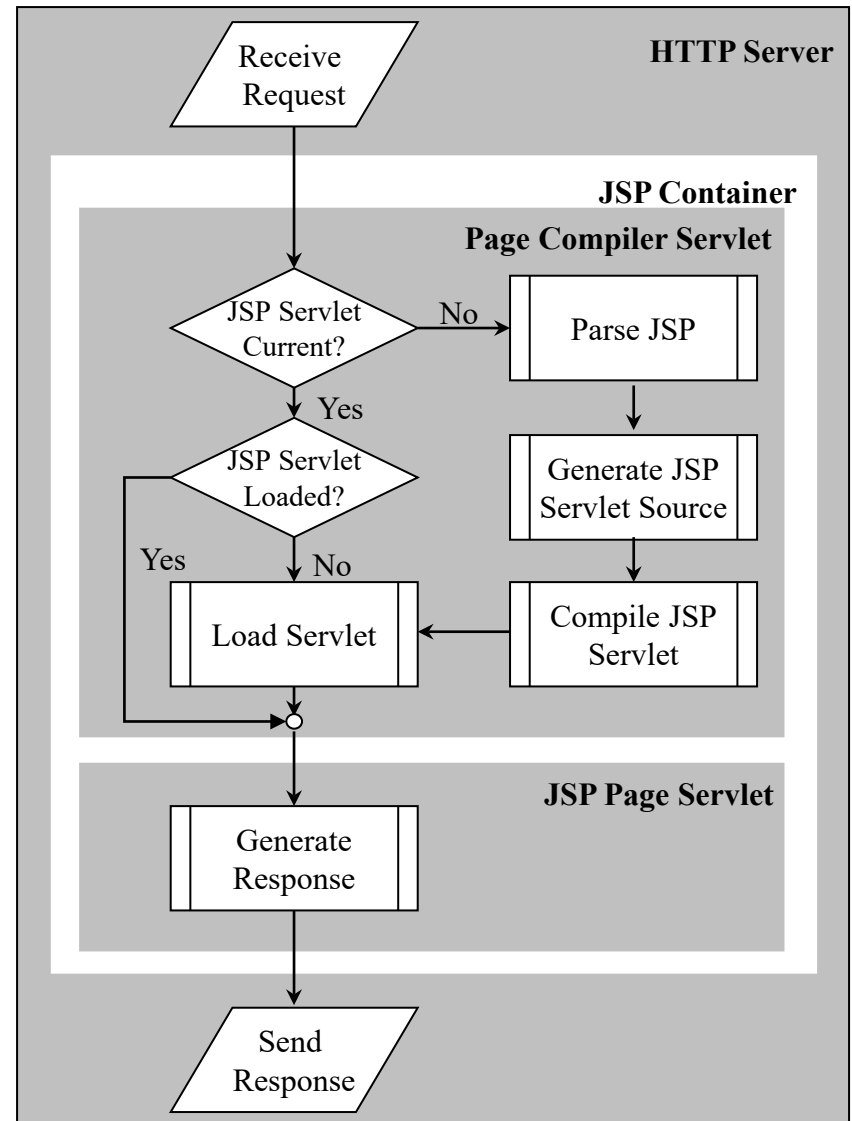 Receive
Request
HTTP Server
JSP Container
Page Compiler Servlet
JSP Servlet
Current?
No
Parse JSP
Yes
JSP Servlet
Loaded?
Generate JSP
Servlet Source
Yes
No
Load Servlet
Compile JSP
Servlet
JSP Page Servlet
Generate
Response
Send
Response